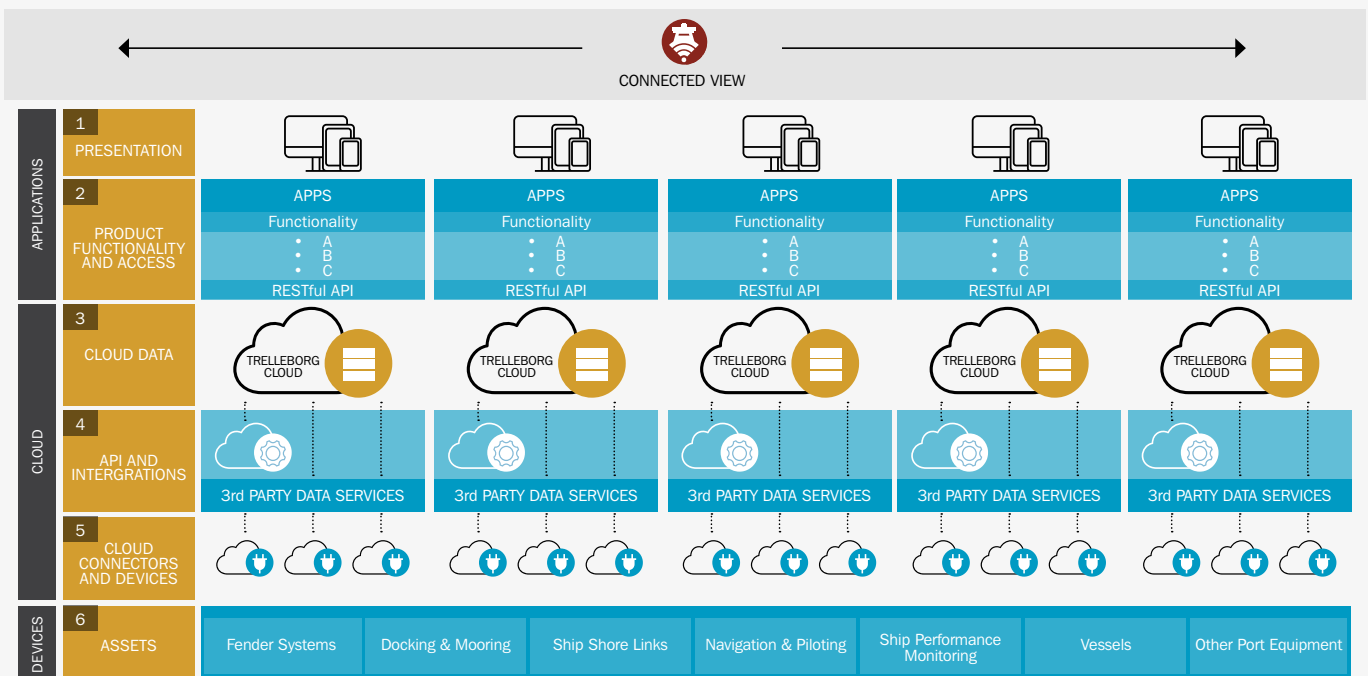 CONNECTED VIEW
APPLICATIONS
1
PRESENTATION
2
PRODUCT
FUNCTIONALITY
AND ACCESS
APPS
Functionality
• A
• B
• C
RESTful API
APPS
Functionality
• A
• B
• C
RESTful API
APPS
Functionality
• A
• B
• C
RESTful API
APPS
Functionality
• A
• B
• C
RESTful API
APPS
Functionality
• A
• B
• C
RESTful API
CLOUD
3
CLOUD DATA
TRELLEBORG
CLOUD
TRELLEBORG
CLOUD
TRELLEBORG
CLOUD
TRELLEBORG
CLOUD
TRELLEBORG
CLOUD
4
API AND
INTERGRATIONS
3rd PARTY DATA SERVICES
3rd PARTY DATA SERVICES
3rd PARTY DATA SERVICES
3rd PARTY DATA SERVICES
3rd PARTY DATA SERVICES
5
CLOUD
CONNECTORS
AND DEVICES
DEVICES
6
ASSETS
Fender Systems
Docking & Mooring
Ship Shore Links
Navigation & Piloting
Ship Performance
Monitoring
Vessels
Other Port Equipment